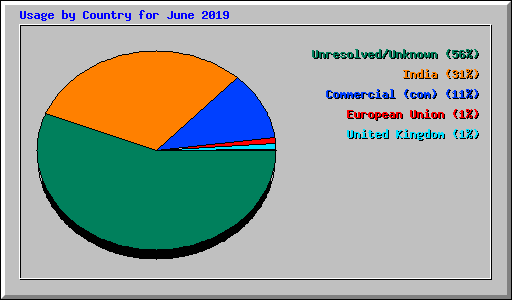 Usage by Country for June 2019
Unresolved/Unknown (56%)
India (31%)
Commercial (com) (11%)
European Union (1%)
United Kingdom (1%)